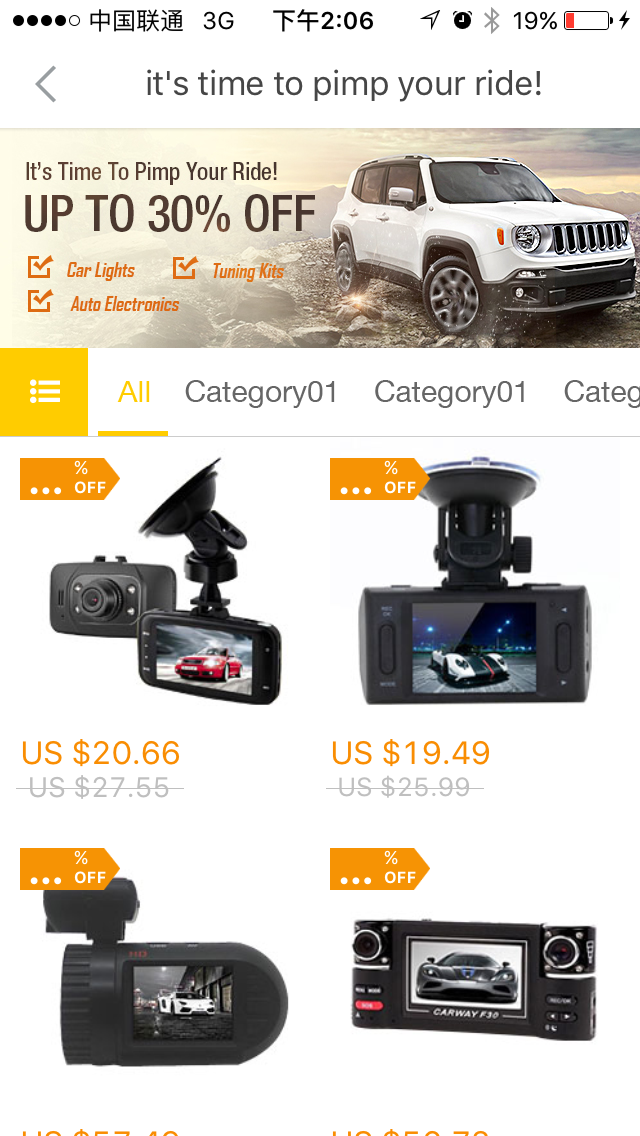 中国联通 3G 下午2:06 19%
it's time to pimp your ride!
It's Time To Pimp Your Ride!
UP TO 30% OFF
Car Lights Tuning Kits
Auto Electronics
All Category01 Category01 Categ
... % OFF
... % OFF
US $20.66 US $19.49
US $27.55 US $25.99
... % OFF
... % OFF
HD
CARWAY F30